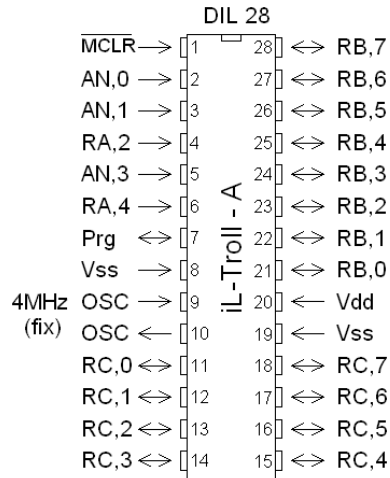 DIL 28
MCLR 1 28 RB,7
AN,0 2 27 RB,6
AN,1 3 26 RB,5
RA,2 4 25 RB,4
AN,3 5 24 RB,3
RA,4 6 23 RB,2
Prg 7 22 RB,1
Vss 8 21 RB,0
4MHz OSC 9 20 Vdd
(fix) OSC 10 19 Vss
RC,0 11 18 RC,7
RC,1 12 17 RC,6
RC,2 13 16 RC,5
RC,3 14 15 RC,4
iL-Troll - A